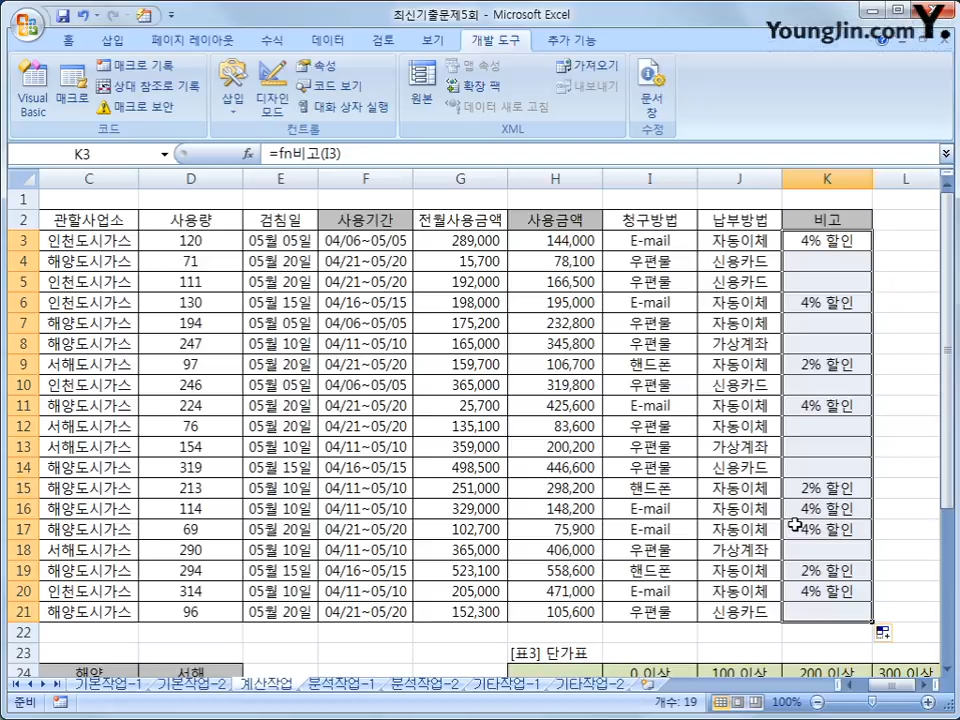 최신기출문제5회 - Microsoft Excel
YoungJin.com Y.
홈 삽입 페이지 레이아웃 수식 데이터 검토 보기 개발 도구 추가 기능
Visual Basic 매크로 매크로 기록 상대 참조로 기록 매크로 보안 코드
삽입 디자인 모드 속성 코드 보기 대화 상자 실행 컨트롤
원본 맵 속성 확장 팩 데이터 새로 고침 가져오기 내보내기 XML
문서 창 수정
K3 fx =fn비고(I3)
C D E F G H I J K L
1
2 관할사업소 사용량 검침일 사용기간 전월사용금액 사용금액 청구방법 납부방법 비고
3 인천도시가스 120 05월 05일 04/06~05/05 289,000 144,000 E-mail 자동이체 4% 할인
4 해양도시가스 71 05월 20일 04/21~05/20 15,700 78,100 우편물 신용카드
5 인천도시가스 111 05월 20일 04/21~05/20 192,000 166,500 우편물 신용카드
6 인천도시가스 130 05월 15일 04/16~05/15 198,000 195,000 E-mail 자동이체 4% 할인
7 해양도시가스 194 05월 05일 04/06~05/05 175,200 232,800 우편물 자동이체
8 해양도시가스 247 05월 10일 04/11~05/10 165,000 345,800 우편물 가상계좌
9 서해도시가스 97 05월 20일 04/21~05/20 159,700 106,700 핸드폰 자동이체 2% 할인
10 인천도시가스 246 05월 05일 04/06~05/05 365,000 319,800 우편물 신용카드
11 해양도시가스 224 05월 20일 04/21~05/20 25,700 425,600 E-mail 자동이체 4% 할인
12 서해도시가스 76 05월 20일 04/21~05/20 135,100 83,600 우편물 자동이체
13 서해도시가스 154 05월 10일 04/11~05/10 359,000 200,200 우편물 가상계좌
14 해양도시가스 319 05월 15일 04/16~05/15 498,500 446,600 우편물 신용카드
15 해양도시가스 213 05월 10일 04/11~05/10 251,000 298,200 핸드폰 자동이체 2% 할인
16 해양도시가스 114 05월 10일 04/11~05/10 329,000 148,200 E-mail 자동이체 4% 할인
17 해양도시가스 69 05월 20일 04/21~05/20 102,700 75,900 E-mail 자동이체 4% 할인
18 서해도시가스 290 05월 10일 04/11~05/10 365,000 406,000 우편물 가상계좌
19 해양도시가스 294 05월 15일 04/16~05/15 523,100 558,600 핸드폰 자동이체 2% 할인
20 인천도시가스 314 05월 10일 04/11~05/10 205,000 471,000 E-mail 자동이체 4% 할인
21 해양도시가스 96 05월 20일 04/21~05/20 152,300 105,600 우편물 신용카드
22
23 [표3] 단가표
24 해양 서해 0 이상 100 이상 200 이상 300 이상
기본작업-1 기본작업-2 계산작업 분석작업-1 분석작업-2 기타작업-1 기타작업-2
준비 개수: 19 100%